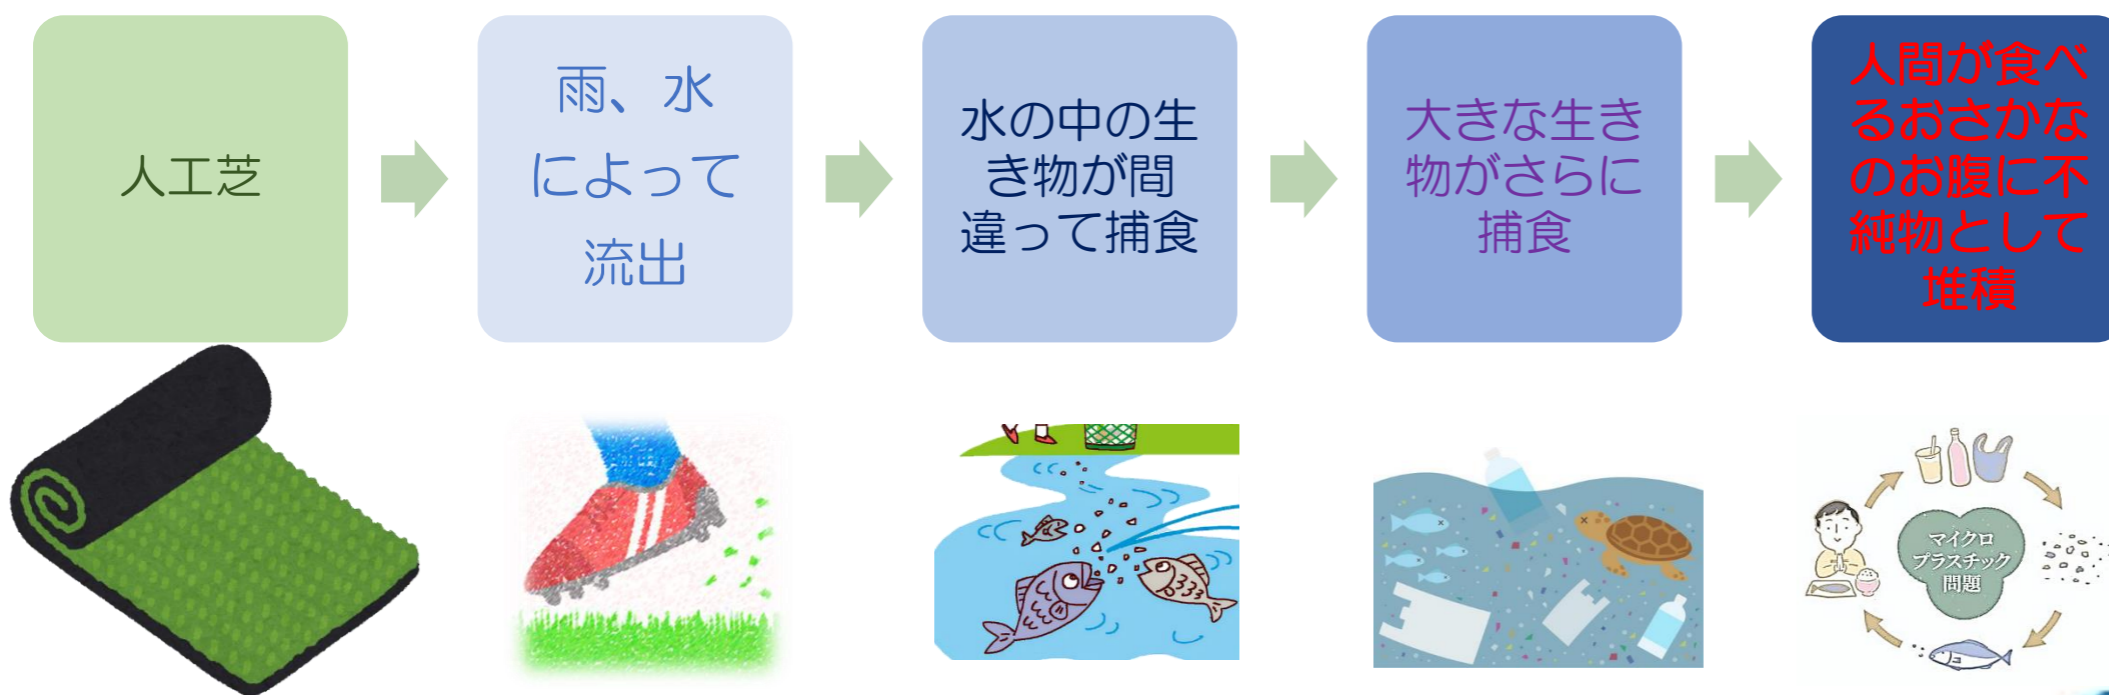 人工芝
雨、水
によって
流出
水の中の生
き物が間
違って捕食
大きな生き
物がさらに
捕食
人間が食べ
るおさかな
のお腹に不
純物として
堆積
マイクロ
プラスチック
問題